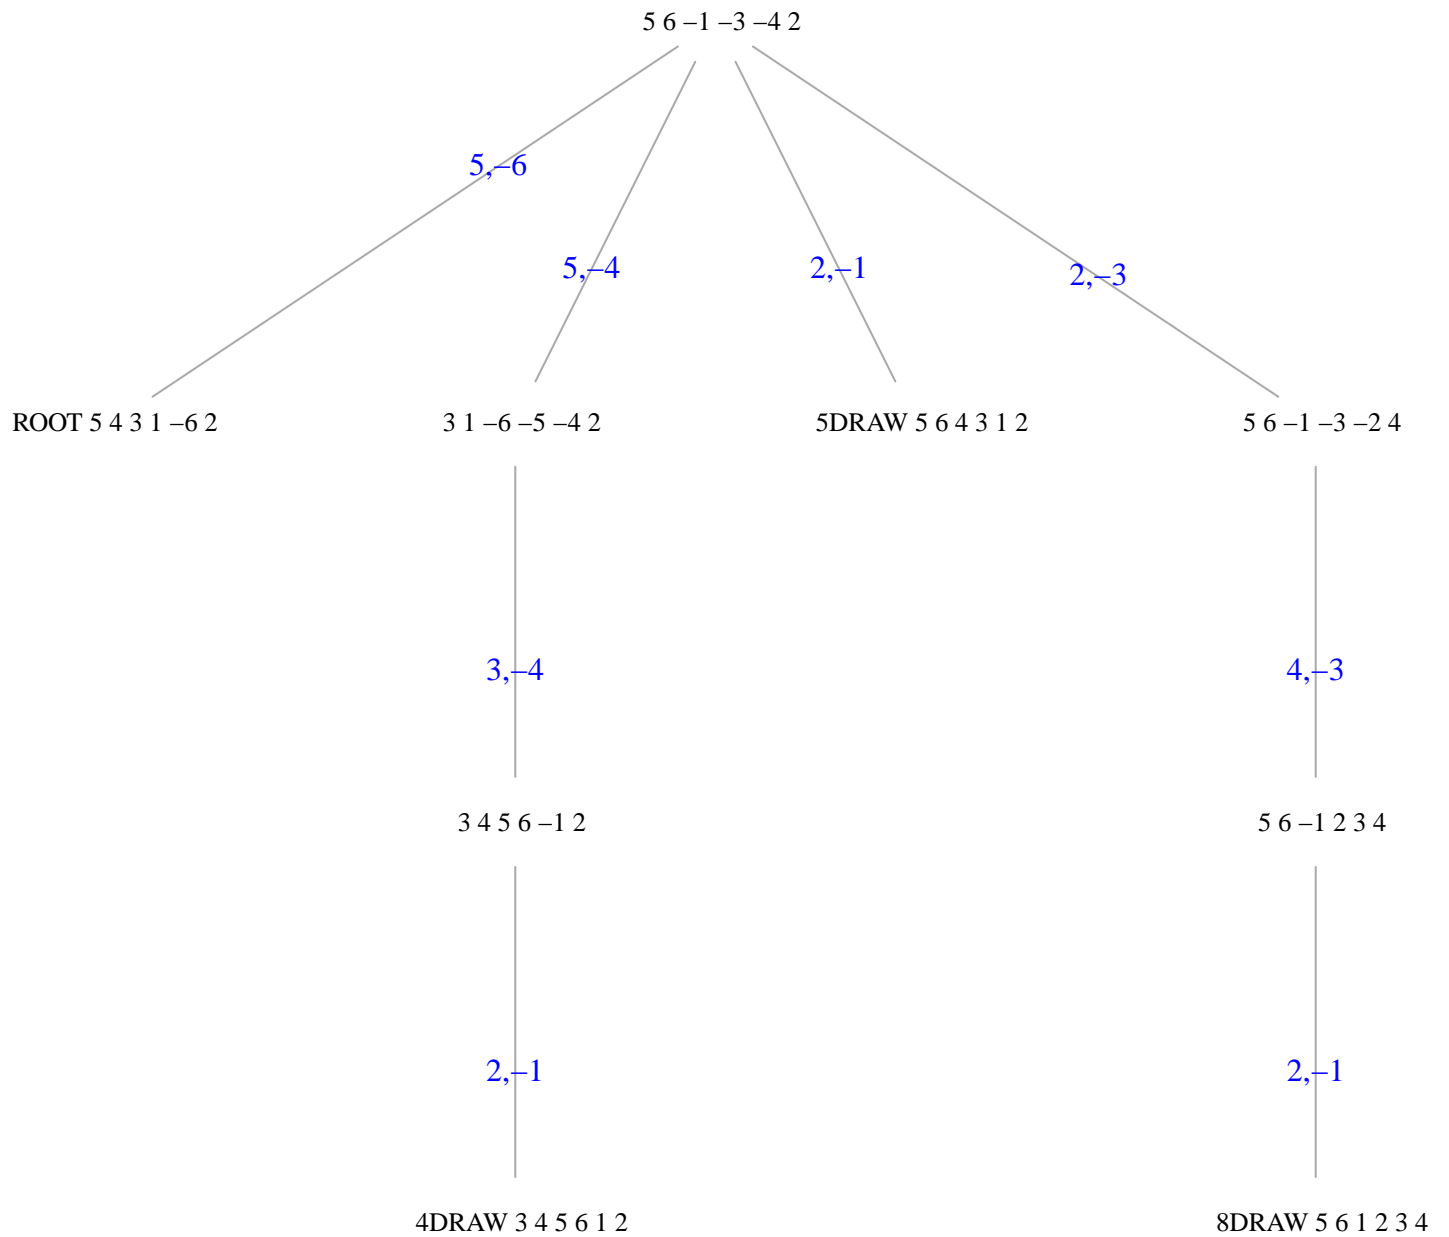 5 6 –1 –3 –4 2
5,–6
5,–4
2,–1
2,–3
ROOT 5 4 3 1 –6 2
3 1 –6 –5 –4 2
5DRAW 5 6 4 3 1 2
5 6 –1 –3 –2 4
3,–4
4,–3
3 4 5 6 –1 2
5 6 –1 2 3 4
2,–1
2,–1
4DRAW 3 4 5 6 1 2
8DRAW 5 6 1 2 3 4